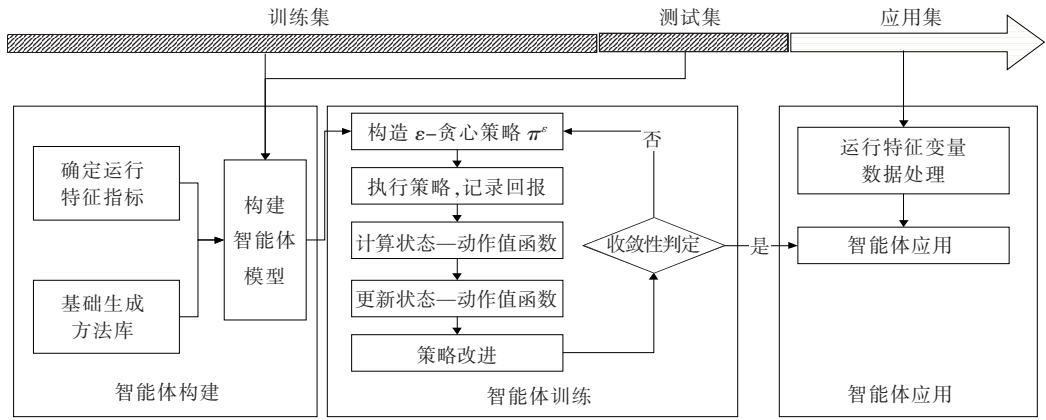 训练集
测试集
应用集
确定运行
特征指标
基础生成
方法库
构建
智能体
模型
智能体构建
构造 ε-贪心策略 π^ε
执行策略,记录回报
计算状态—动作值函数
更新状态—动作值函数
策略改进
否
收敛性判定
是
智能体训练
运行特征变量
数据处理
智能体应用
智能体应用